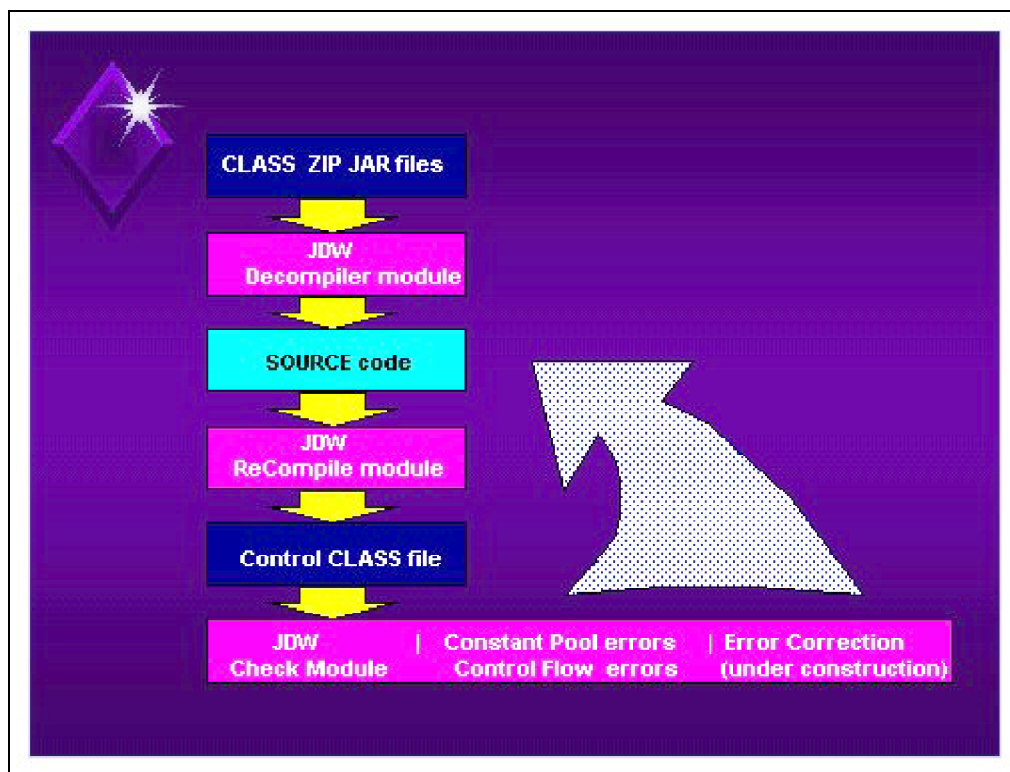 CLASS ZIP JAR files
JDW
Decompiler module
SOURCE code
JDW
ReCompile module
Control CLASS file
JDW | Constant Pool errors | Error Correction
Check Module Control Flow errors (under construction)